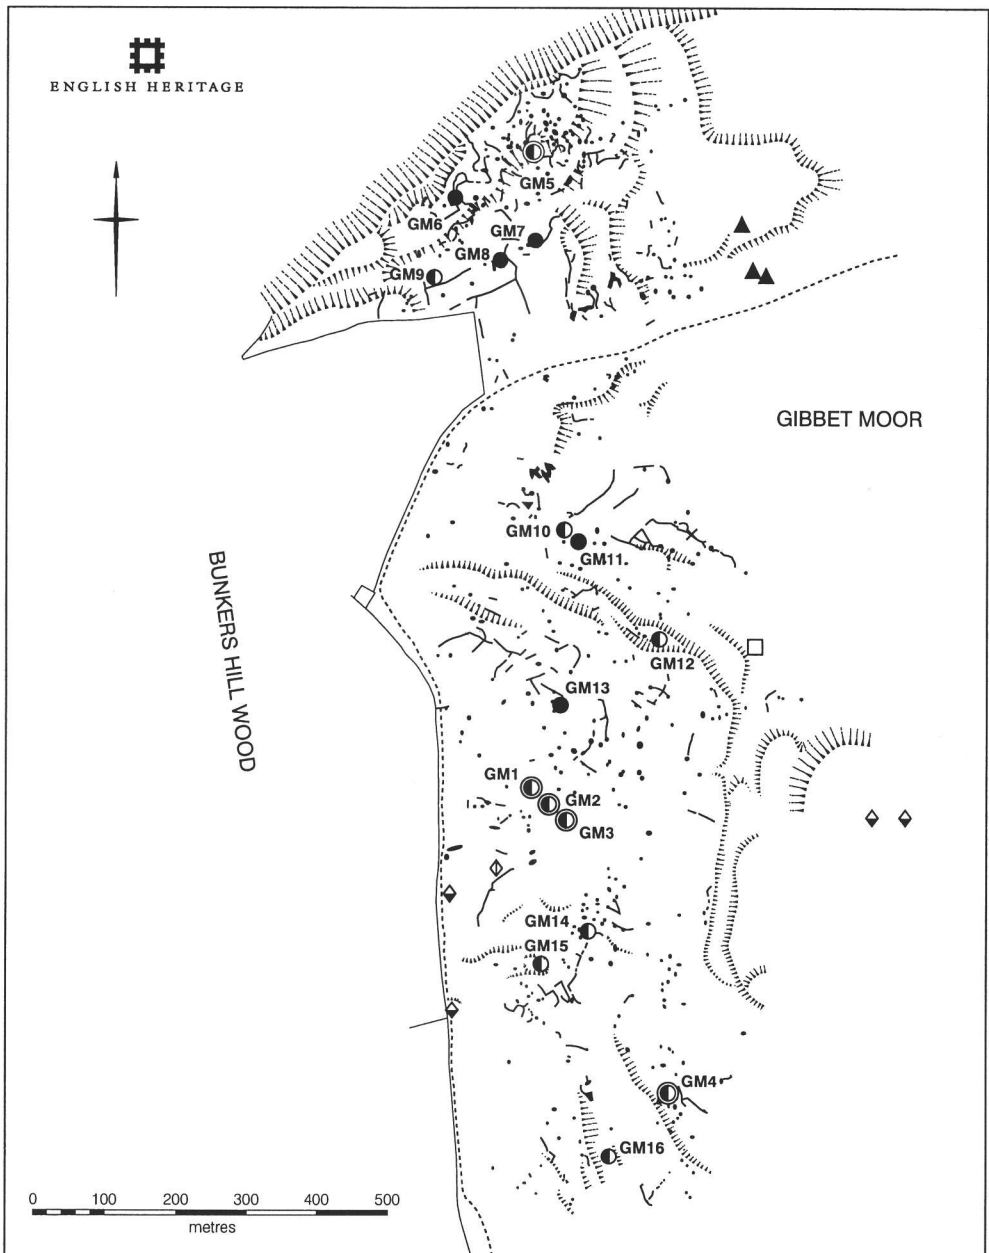 ENGLISH HERITAGE
GM5
GM6
GM7
GM8
GM9
GIBBET MOOR
GM10
GM11
BUNKERS HILL WOOD
GM12
GM13
GM1
GM2
GM3
GM14
GM15
GM4
GM16
0 100 200 300 400 500
metres